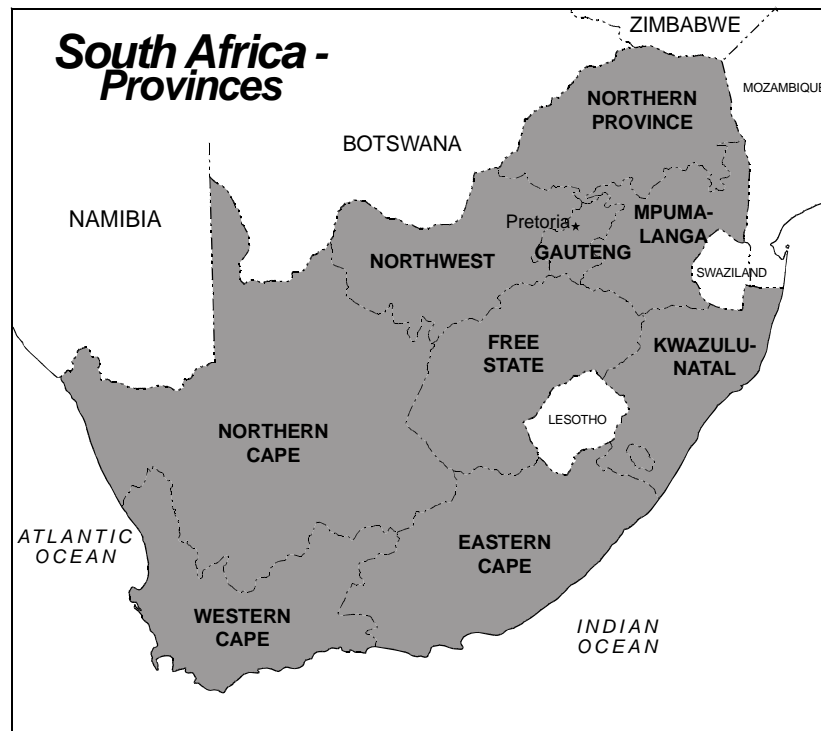 South Africa -
Provinces
ZIMBABWE
MOZAMBIQUE
NORTHERN
PROVINCE
BOTSWANA
NAMIBIA
MPUMA-
LANGA
Pretoria
GAUTENG
NORTHWEST
SWAZILAND
FREE
STATE
KWAZULU-
NATAL
LESOTHO
NORTHERN
CAPE
ATLANTIC
OCEAN
EASTERN
CAPE
WESTERN
CAPE
INDIAN
OCEAN